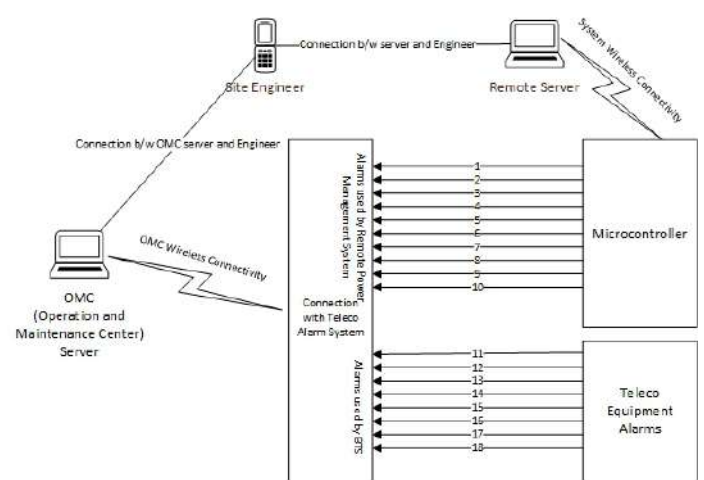 Connection b/w server and Engineer
System Wireless Connectivity
Site Engineer
Remote Server
Connection b/w OMC server and Engineer
Alarms used by Remote Power
Management System
1
2
3
4
5
6
7
8
9
10
Microcontroller
OMC Wireless Connectivity
OMC
(Operation and
Maintenance Center)
Server
Connection
with Teleco
Alarm System
Alarms used by BTS
11
12
13
14
15
16
17
18
Teleco
Equipment
Alarms